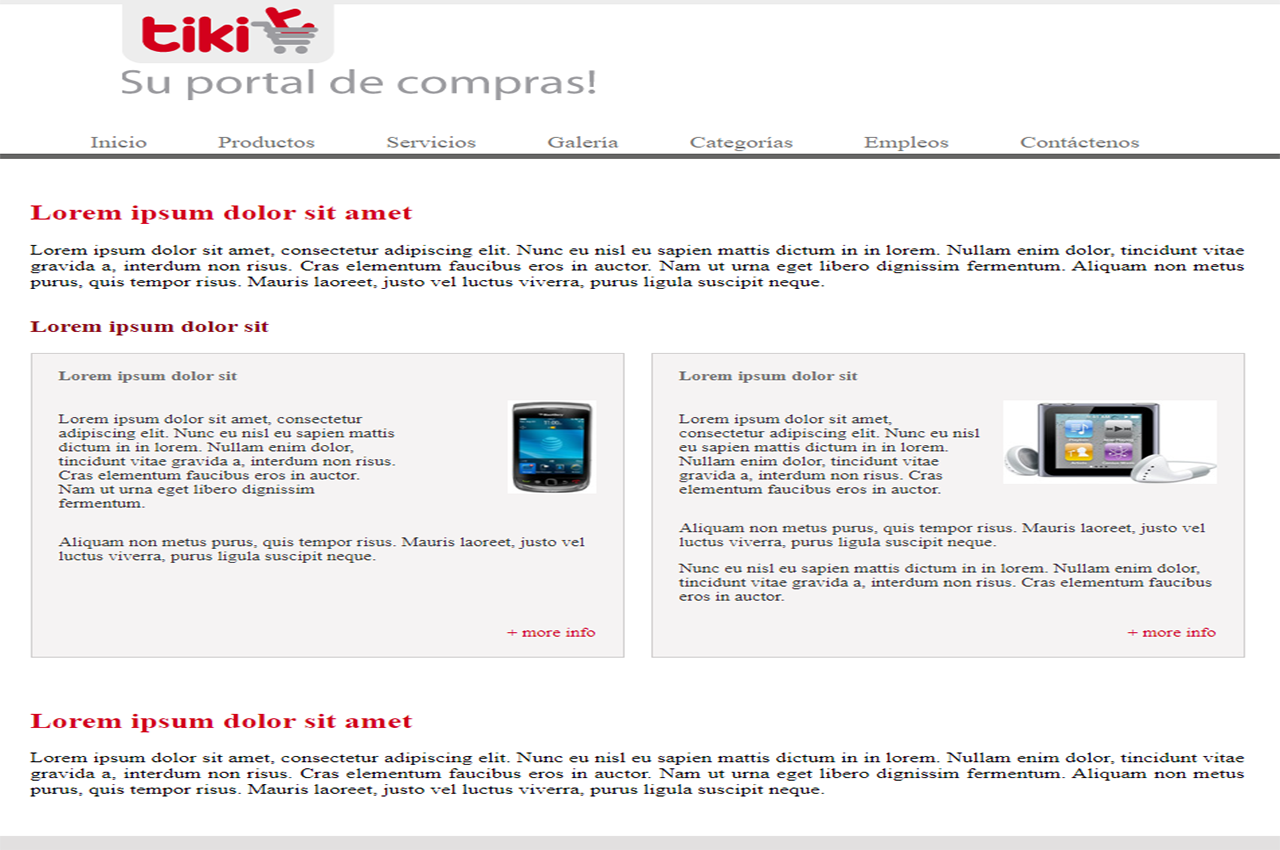 tiki
Su portal de compras!
Inicio Productos Servicios Galería Categorías Empleos Contáctenos
Lorem ipsum dolor sit amet
Lorem ipsum dolor sit amet, consectetur adipiscing elit. Nunc eu nisl eu sapien mattis dictum in in lorem. Nullam enim dolor, tincidunt vitae
gravida a, interdum non risus. Cras elementum faucibus eros in auctor. Nam ut urna eget libero dignissim fermentum. Aliquam non metus
purus, quis tempor risus. Mauris laoreet, justo vel luctus viverra, purus ligula suscipit neque.
Lorem ipsum dolor sit
Lorem ipsum dolor sit
Lorem ipsum dolor sit amet, consectetur
adipiscing elit. Nunc eu nisl eu sapien mattis
dictum in in lorem. Nullam enim dolor,
tincidunt vitae gravida a, interdum non risus.
Cras elementum faucibus eros in auctor.
Nam ut urna eget libero dignissim
fermentum.
Aliquam non metus purus, quis tempor risus. Mauris laoreet, justo vel
luctus viverra, purus ligula suscipit neque.
+ more info
Lorem ipsum dolor sit
Lorem ipsum dolor sit amet,
consectetur adipiscing elit. Nunc eu nisl
eu sapien mattis dictum in in lorem.
Nullam enim dolor, tincidunt vitae
gravida a, interdum non risus. Cras
elementum faucibus eros in auctor.
Aliquam non metus purus, quis tempor risus. Mauris laoreet, justo vel
luctus viverra, purus ligula suscipit neque.
Nunc eu nisl eu sapien mattis dictum in in lorem. Nullam enim dolor,
tincidunt vitae gravida a, interdum non risus. Cras elementum faucibus
eros in auctor.
+ more info
Lorem ipsum dolor sit amet
Lorem ipsum dolor sit amet, consectetur adipiscing elit. Nunc eu nisl eu sapien mattis dictum in in lorem. Nullam enim dolor, tincidunt vitae
gravida a, interdum non risus. Cras elementum faucibus eros in auctor. Nam ut urna eget libero dignissim fermentum. Aliquam non metus
purus, quis tempor risus. Mauris laoreet, justo vel luctus viverra, purus ligula suscipit neque.